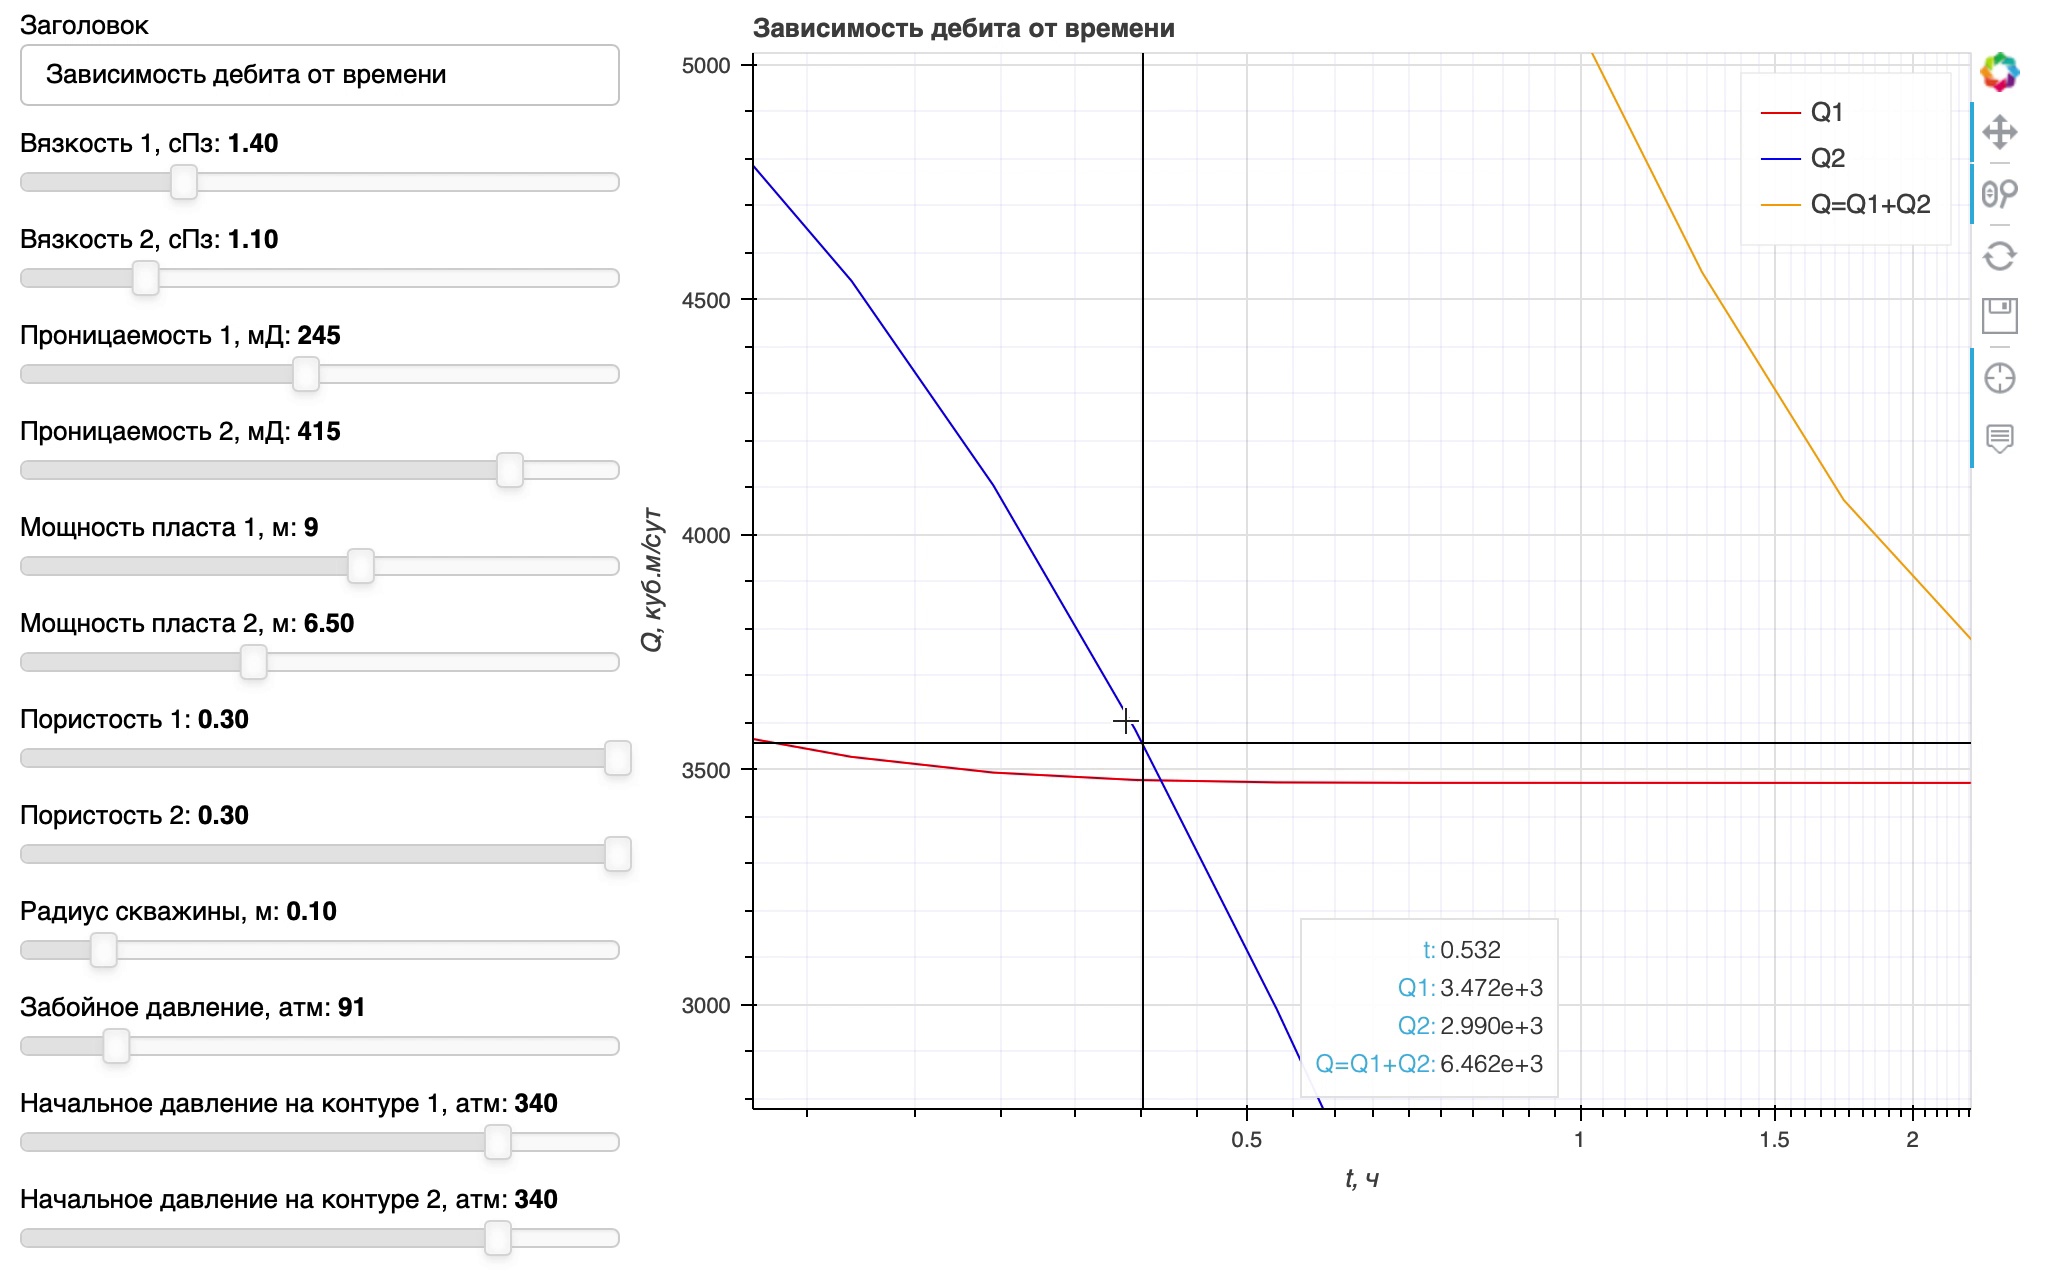 Заголовок
Зависимость дебита от времени
Вязкость 1, сПз: 1.40
Вязкость 2, сПз: 1.10
Проницаемость 1, мД: 245
Проницаемость 2, мД: 415
Мощность пласта 1, м: 9
Мощность пласта 2, м: 6.50
Пористость 1: 0.30
Пористость 2: 0.30
Радиус скважины, м: 0.10
Забойное давление, атм: 91
Начальное давление на контуре 1, атм: 340
Начальное давление на контуре 2, атм: 340
Зависимость дебита от времени
Q, куб.м/сут
5000
4500
4000
3500
3000
Q1
Q2
Q=Q1+Q2
t: 0.532
Q1: 3.472e+3
Q2: 2.990e+3
Q=Q1+Q2: 6.462e+3
0.5 1 1.5 2
t, ч